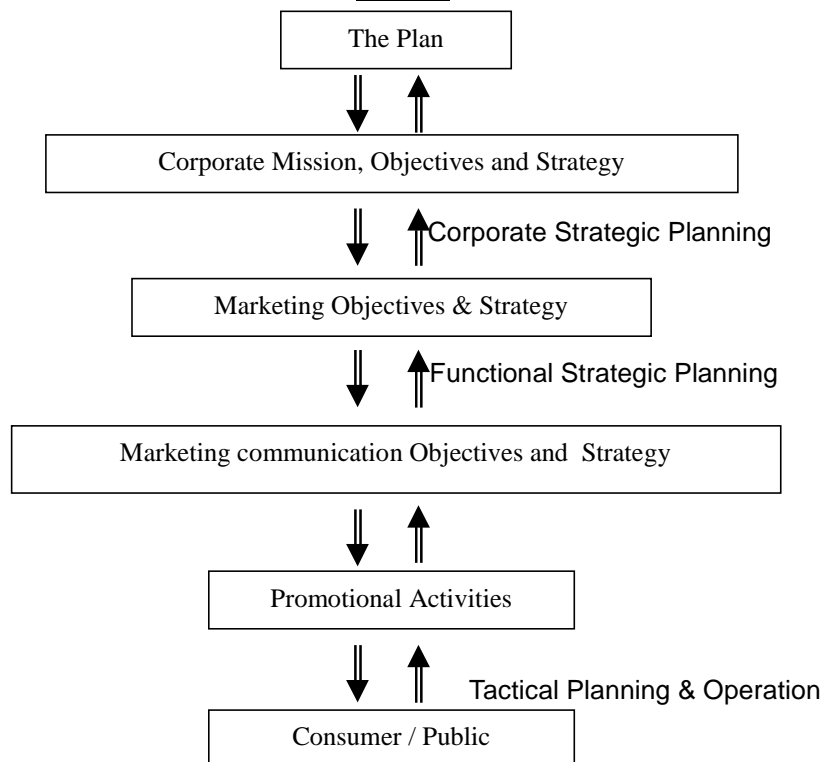 The Plan
Corporate Mission, Objectives and Strategy
Corporate Strategic Planning
Marketing Objectives & Strategy
Functional Strategic Planning
Marketing communication Objectives and Strategy
Promotional Activities
Tactical Planning & Operation
Consumer / Public